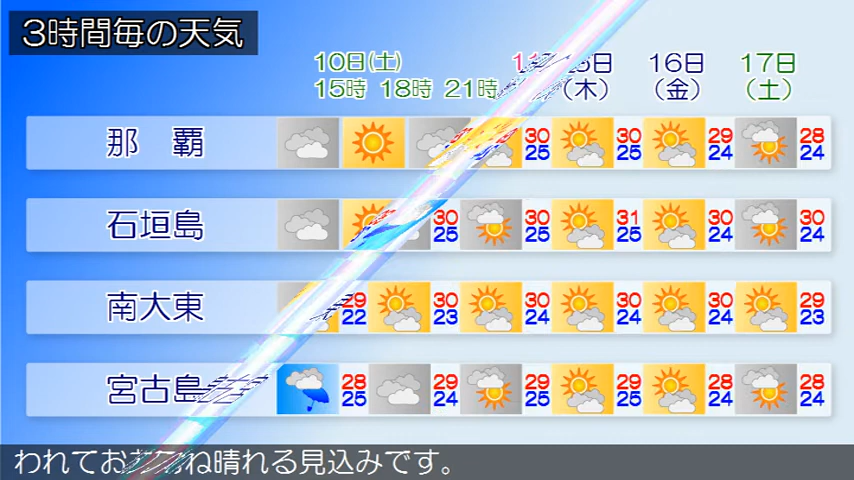 3時間毎の天気
10日(土) 日 16日 17日
15時 18時 21時 (木) (金) (土)
那 覇 30 25 30 25 29 24 28 24
石垣島 30 25 30 25 31 25 30 24 30 24
南大東 29 22 30 23 30 24 30 24 30 24 29 23
宮古島 28 25 29 24 29 25 29 25 28 24 28 24
われてお ね晴れる見込みです。